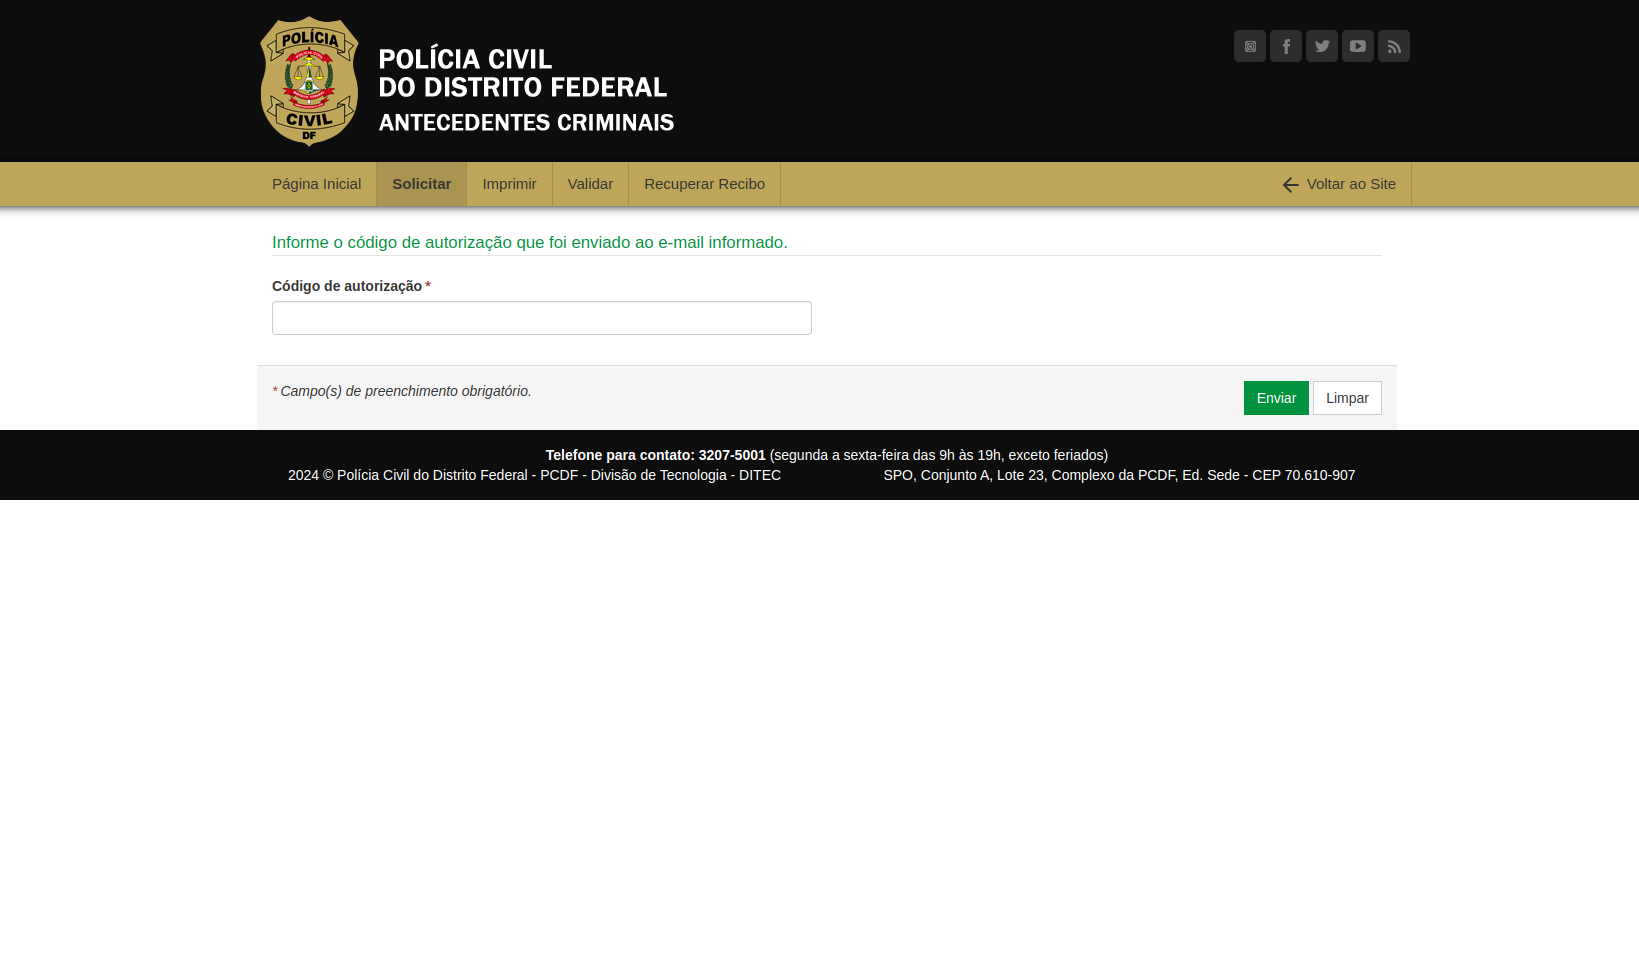 POLÍCIA
CIVIL
DF
POLÍCIA CIVIL
DO DISTRITO FEDERAL
ANTECEDENTES CRIMINAIS
Página Inicial Solicitar Imprimir Validar Recuperar Recibo Voltar ao Site
Informe o código de autorização que foi enviado ao e-mail informado.
Código de autorização *
* Campo(s) de preenchimento obrigatório.
Enviar Limpar
Telefone para contato: 3207-5001 (segunda a sexta-feira das 9h às 19h, exceto feriados)
2024 © Polícia Civil do Distrito Federal - PCDF - Divisão de Tecnologia - DITEC SPO, Conjunto A, Lote 23, Complexo da PCDF, Ed. Sede - CEP 70.610-907